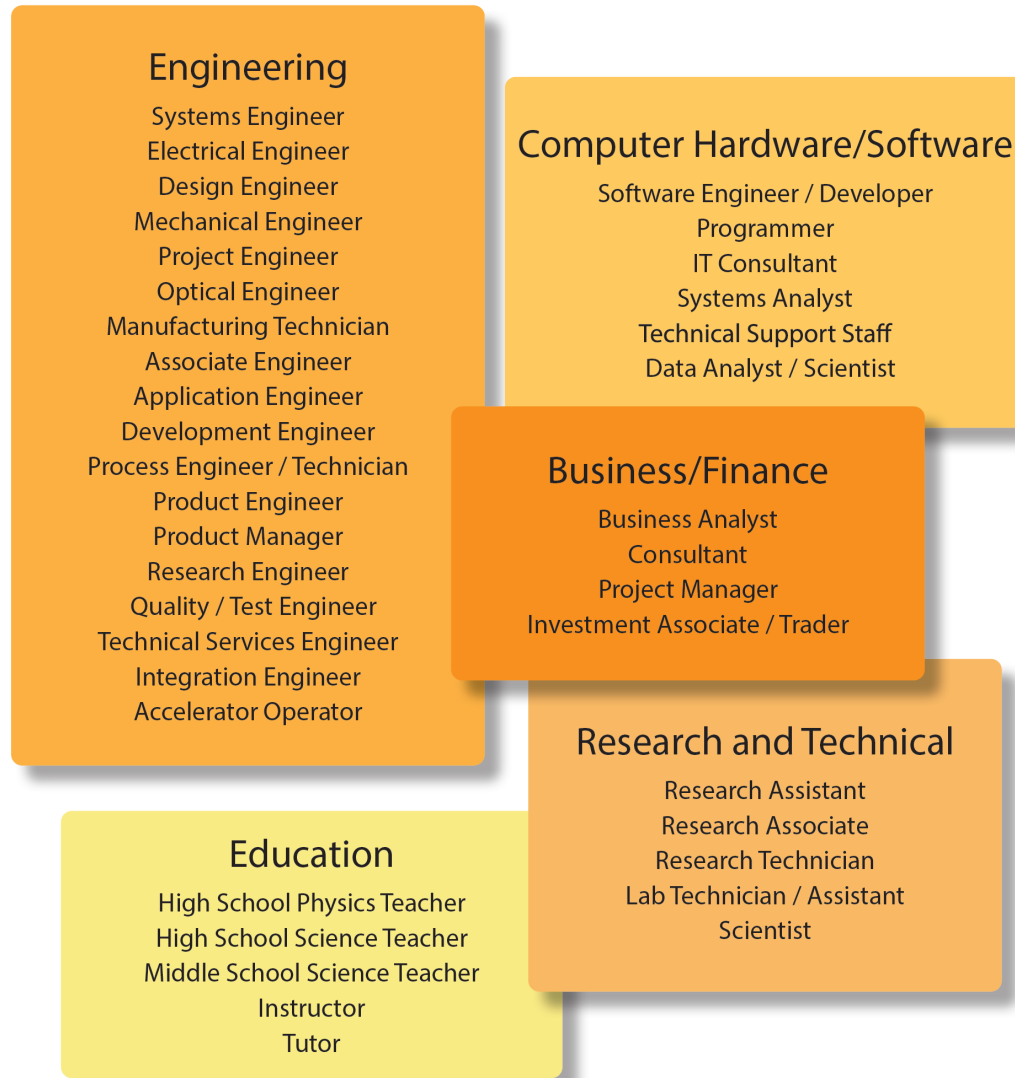 Engineering
Systems Engineer
Electrical Engineer
Design Engineer
Mechanical Engineer
Project Engineer
Optical Engineer
Manufacturing Technician
Associate Engineer
Application Engineer
Development Engineer
Process Engineer / Technician
Product Engineer
Product Manager
Research Engineer
Quality / Test Engineer
Technical Services Engineer
Integration Engineer
Accelerator Operator
Computer Hardware/Software
Software Engineer / Developer
Programmer
IT Consultant
Systems Analyst
Technical Support Staff
Data Analyst / Scientist
Business/Finance
Business Analyst
Consultant
Project Manager
Investment Associate / Trader
Research and Technical
Research Assistant
Research Associate
Research Technician
Lab Technician / Assistant
Scientist
Education
High School Physics Teacher
High School Science Teacher
Middle School Science Teacher
Instructor
Tutor